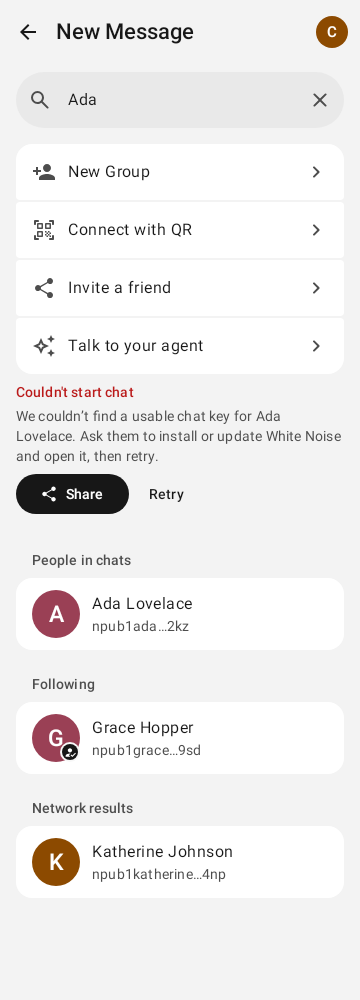 New Message
C
Ada
New Group
Connect with QR
Invite a friend
Talk to your agent
Couldn't start chat
We couldn’t find a usable chat key for Ada
Lovelace. Ask them to install or update White Noise
and open it, then retry.
Share
Retry
People in chats
A
Ada Lovelace
npub1ada…2kz
Following
G
Grace Hopper
npub1grace…9sd
Network results
K
Katherine Johnson
npub1katherine…4np